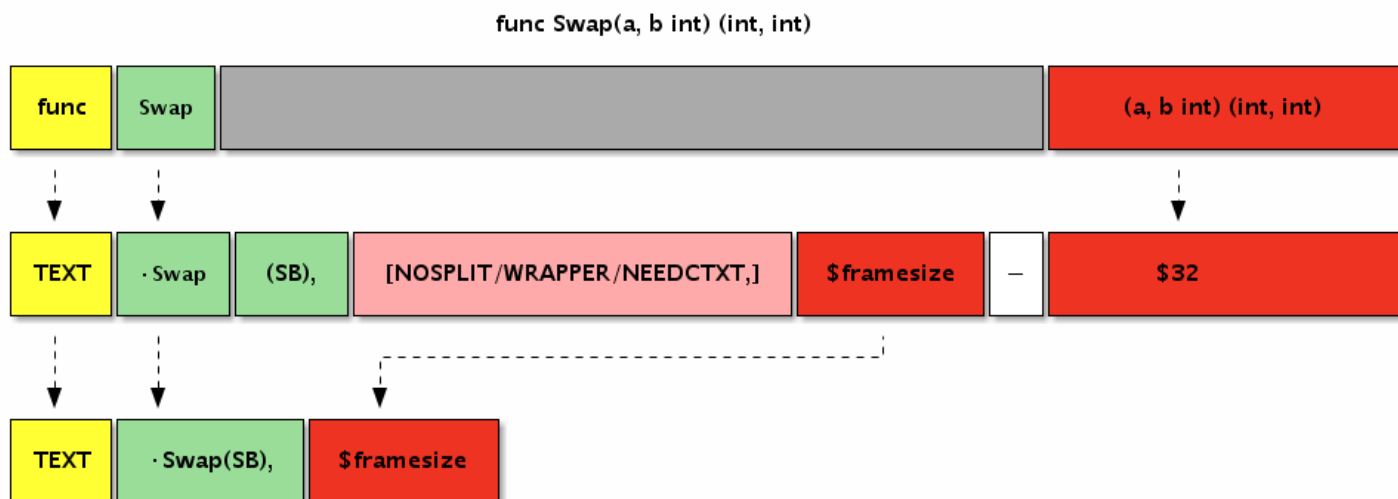 func Swap(a, b int) (int, int)
func Swap (a, b int) (int, int)
TEXT ·Swap (SB), [NOSPLIT/WRAPPER/NEEDCTXT,] $framesize – $32
TEXT ·Swap(SB), $framesize